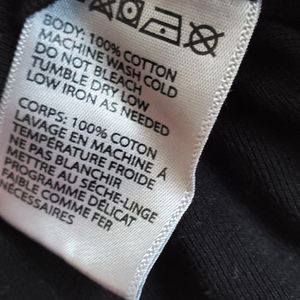 BODY: 100% COTTON
MACHINE WASH COLD
DO NOT BLEACH
TUMBLE DRY LOW
LOW IRON AS NEEDED
CORPS: 100% COTON
LAVAGE EN MACHINE À
TEMPÉRATURE FROIDE
NE PAS BLANCHIR
METTRE AU SÈCHE-LINGE
PROGRAMME DÉLICAT
FAIBLE COMME FER
NÉCESSAIRES